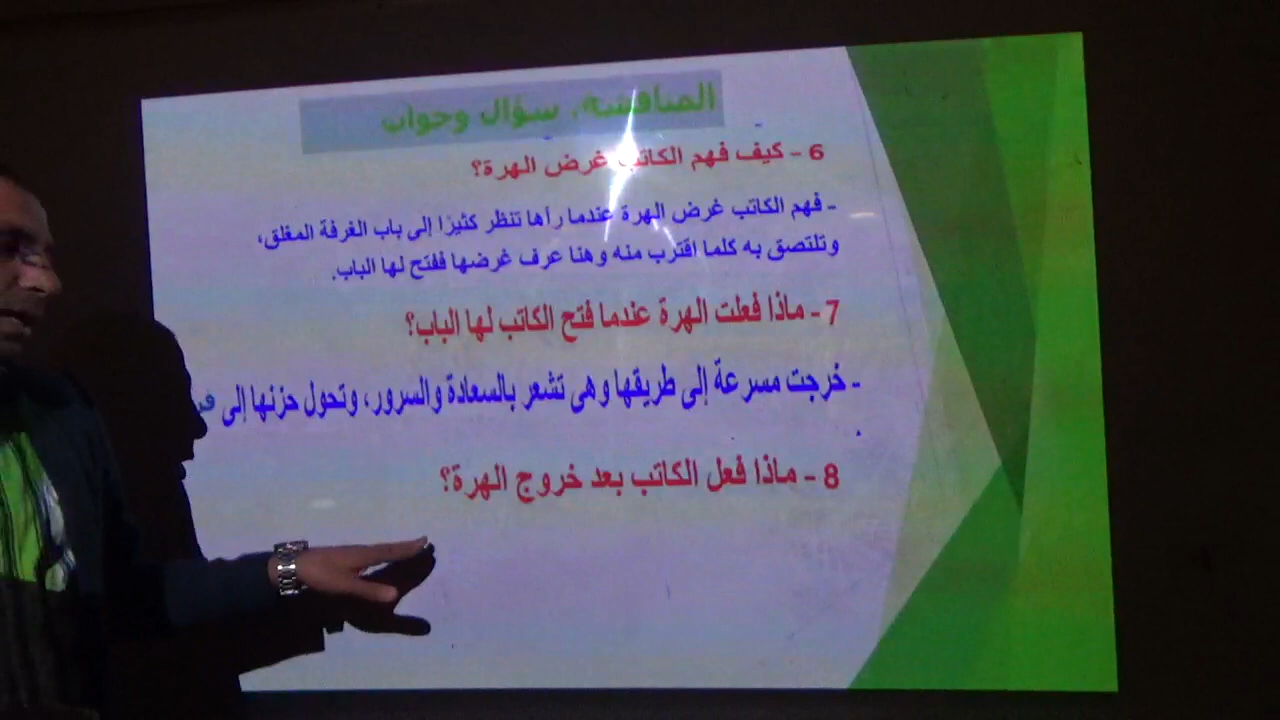 المناقشة. سؤال وجواب
6 - كيف فهم الكاتب غرض الهرة؟
- فهم الكاتب غرض الهرة عندما رآها تنظر كثيرًا إلى باب الغرفة المغلق،
وتلتصق به كلما اقترب منه وهنا عرف غرضها ففتح لها الباب.
7 - ماذا فعلت الهرة عندما فتح الكاتب لها الباب؟
- خرجت مسرعة إلى طريقها وهى تشعر بالسعادة والسرور، وتحول حزنها إلى
.
8 - ماذا فعل الكاتب بعد خروج الهرة؟